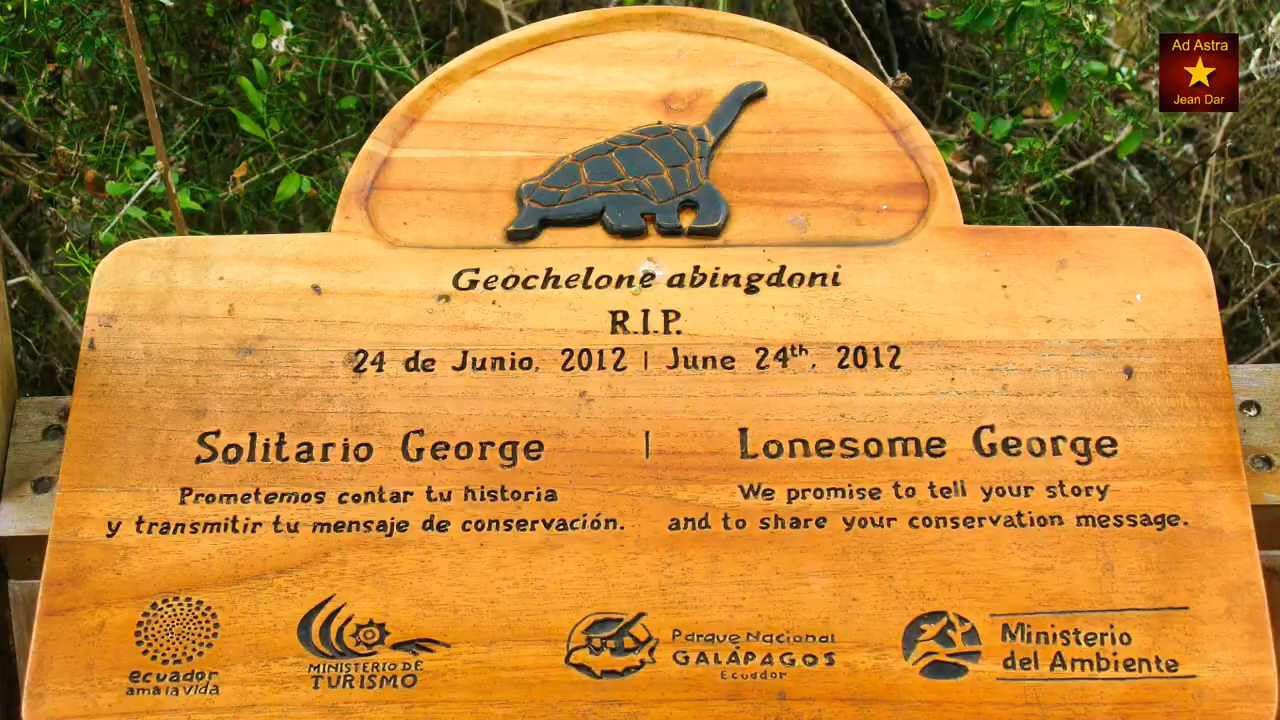 Ad Astra
Jean Dar
Geochelone abingdoni
R.I.P.
24 de Junio, 2012 | June 24th, 2012
Solitario George | Lonesome George
Prometemos contar tu historia
y transmitir tu mensaje de conservación.
We promise to tell your story
and to share your conservation message.
ecuador
ama la vida
MINISTERIO DE
TURISMO
Parque Nacional
GALÁPAGOS
Ecuador
Ministerio
del Ambiente